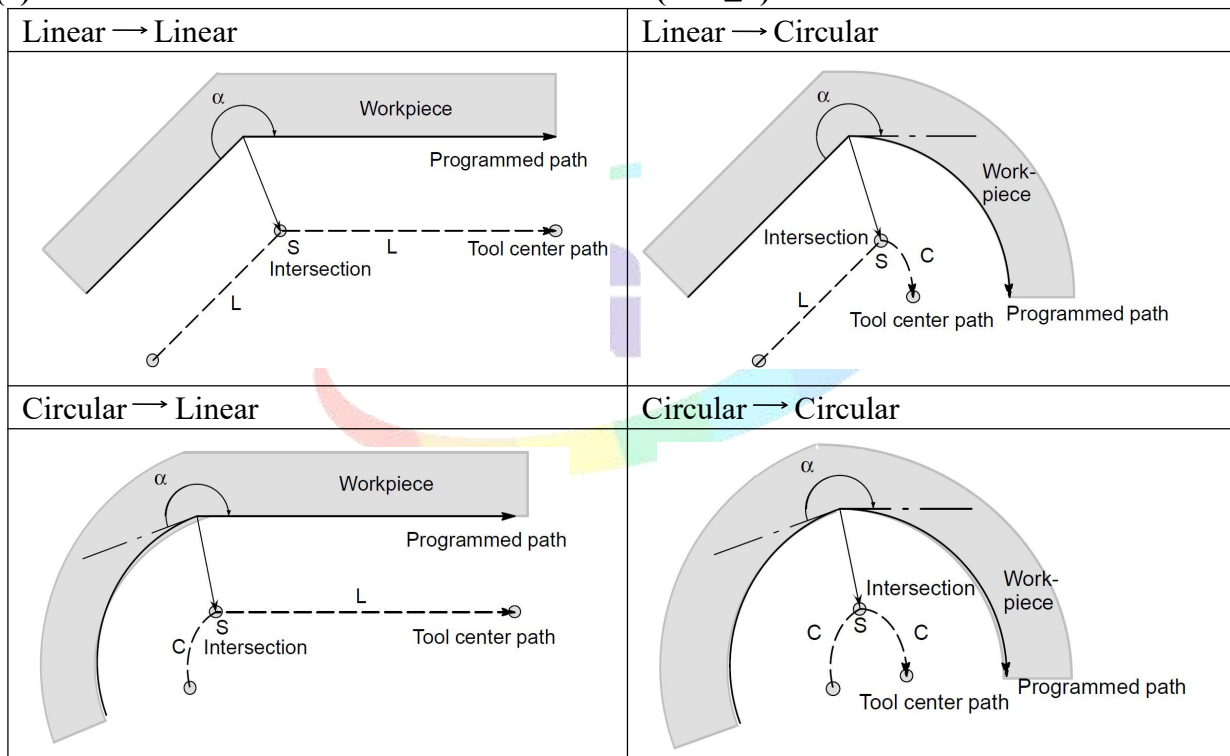 Linear → Linear
Linear → Circular
α
Workpiece
Programmed path
S
L
Tool center path
Intersection
L
α
Work-
piece
Intersection
S
C
L
Tool center path
Programmed path
Circular → Linear
Circular → Circular
α
Workpiece
Programmed path
L
S
C
Intersection
Tool center path
α
Work-
piece
Intersection
C
S
C
Tool center path
Programmed path